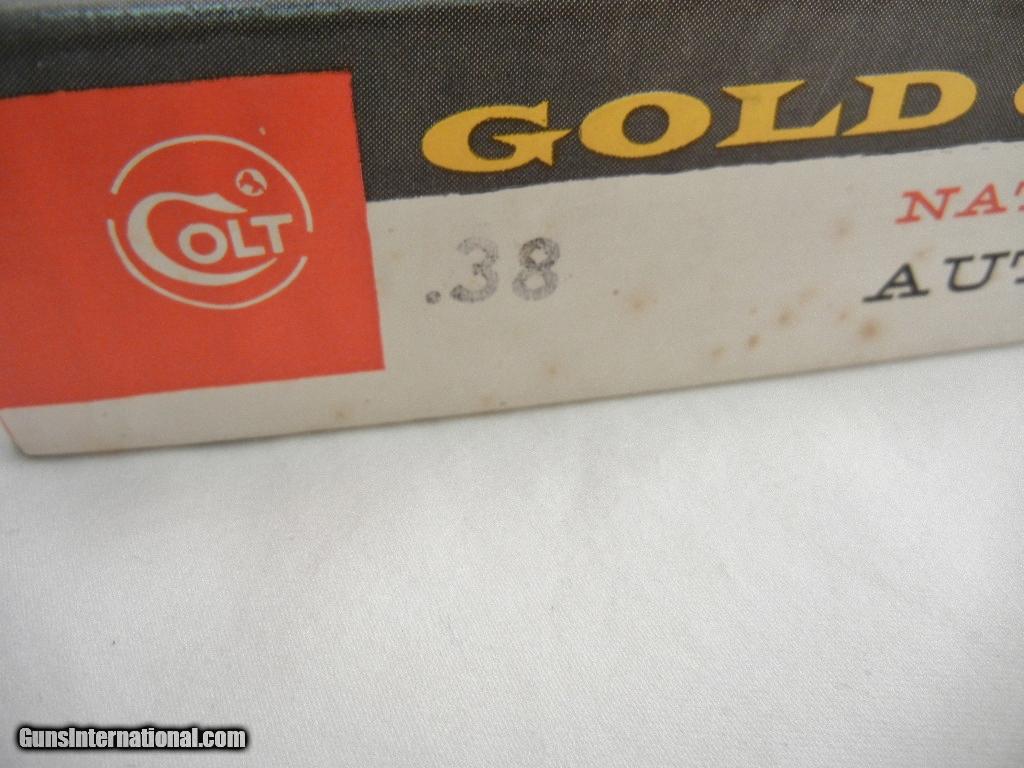 GOLD
COLT
.38
NAT
AUT
GunsInternational.com